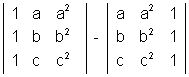 | 1 a a² | - | a a² 1 |
| 1 b b² | - | b b² 1 |
| 1 c c² | - | c c² 1 |